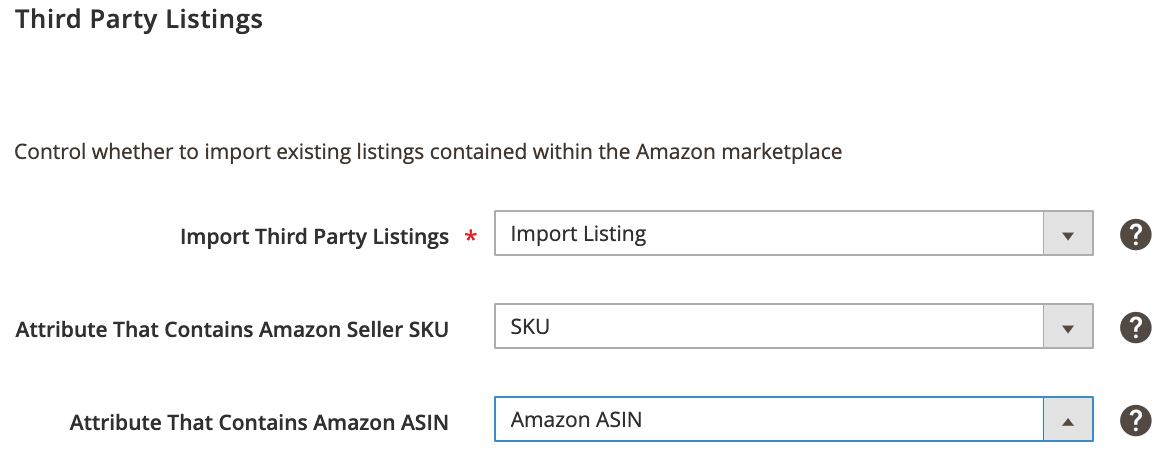 Third Party Listings
Control whether to import existing listings contained within the Amazon marketplace
Import Third Party Listings * Import Listing ?
Attribute That Contains Amazon Seller SKU SKU ?
Attribute That Contains Amazon ASIN Amazon ASIN ?